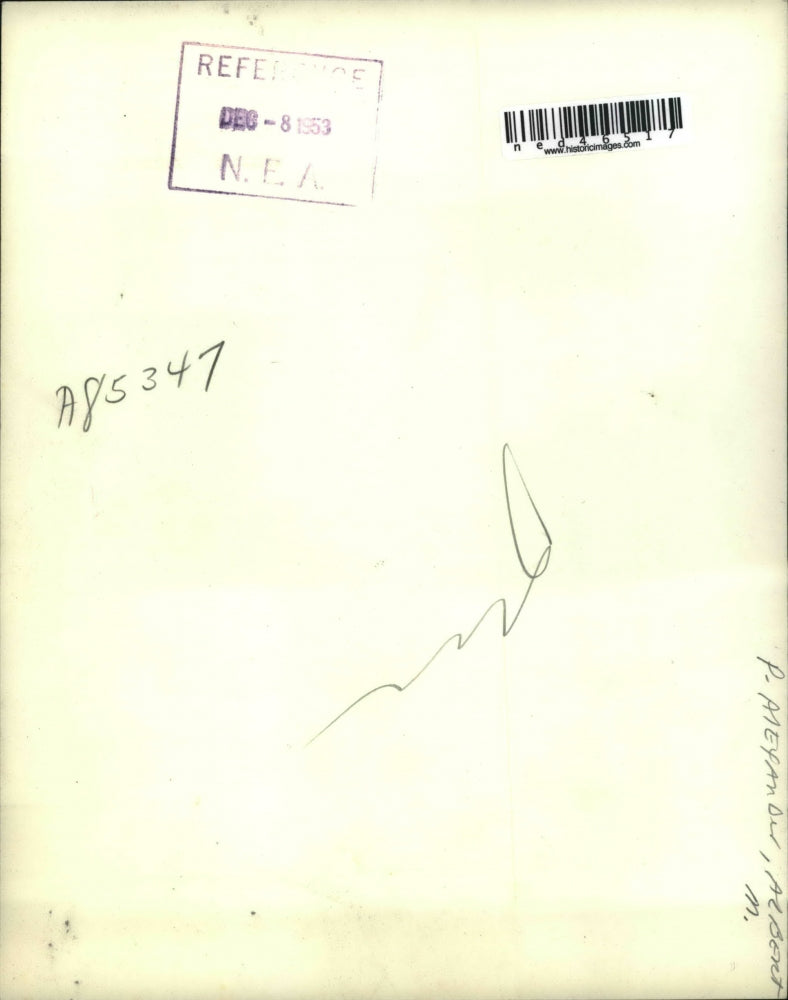 REFERENCE
DEC - 8 1953
N. E. A.
ned46517
www.historicimages.com
A85347
P- AlEXAnDer, AlBert
M.